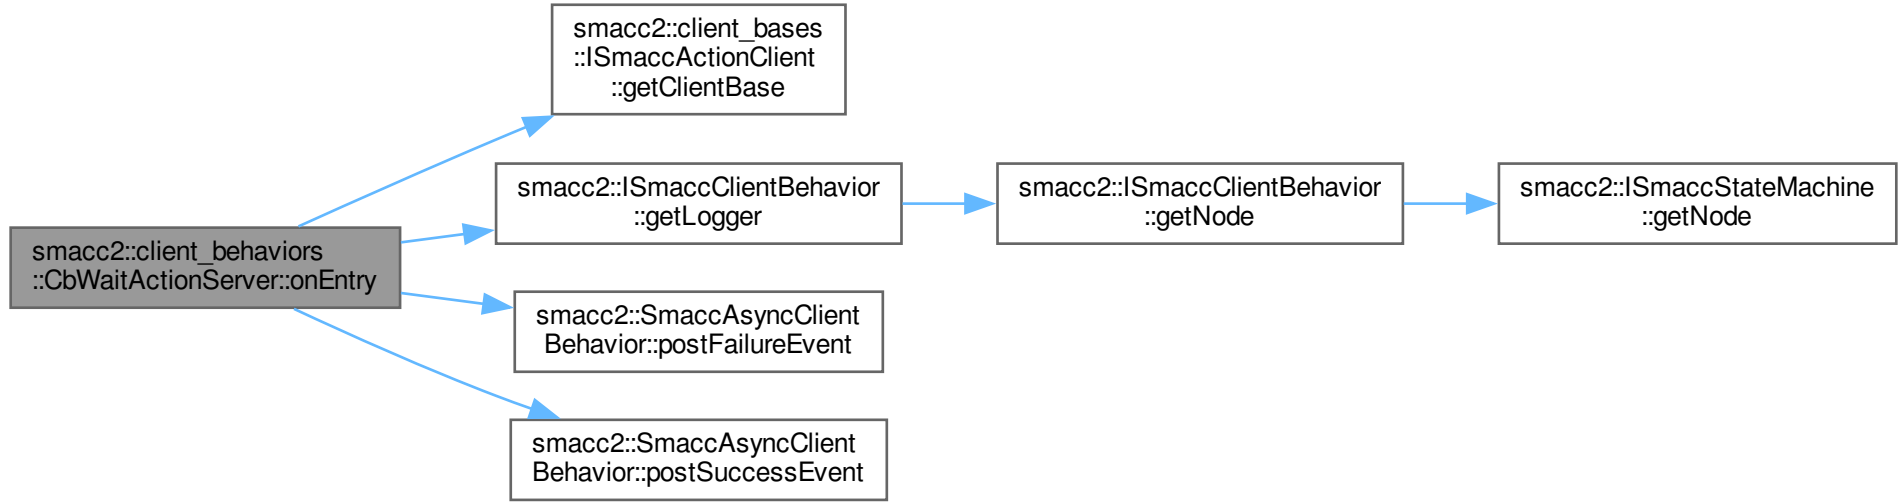 smacc2::client_bases
::ISmaccActionClient
::getClientBase
smacc2::ISmaccClientBehavior
::getLogger
smacc2::ISmaccClientBehavior
::getNode
smacc2::ISmaccStateMachine
::getNode
smacc2::client_behaviors
::CbWaitActionServer::onEntry
smacc2::SmaccAsyncClient
Behavior::postFailureEvent
smacc2::SmaccAsyncClient
Behavior::postSuccessEvent